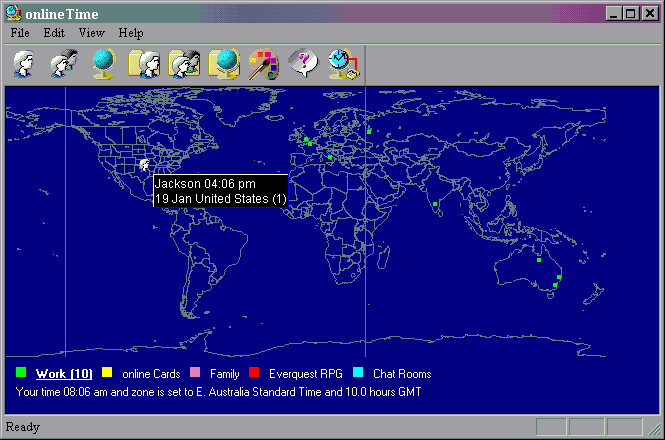 onlineTime
File Edit View Help
Jackson 04:06 pm
19 Jan United States (1)
Work (10) online Cards Family Everquest RPG Chat Rooms
Your time 08:06 am and zone is set to E. Australia Standard Time and 10.0 hours GMT
Ready